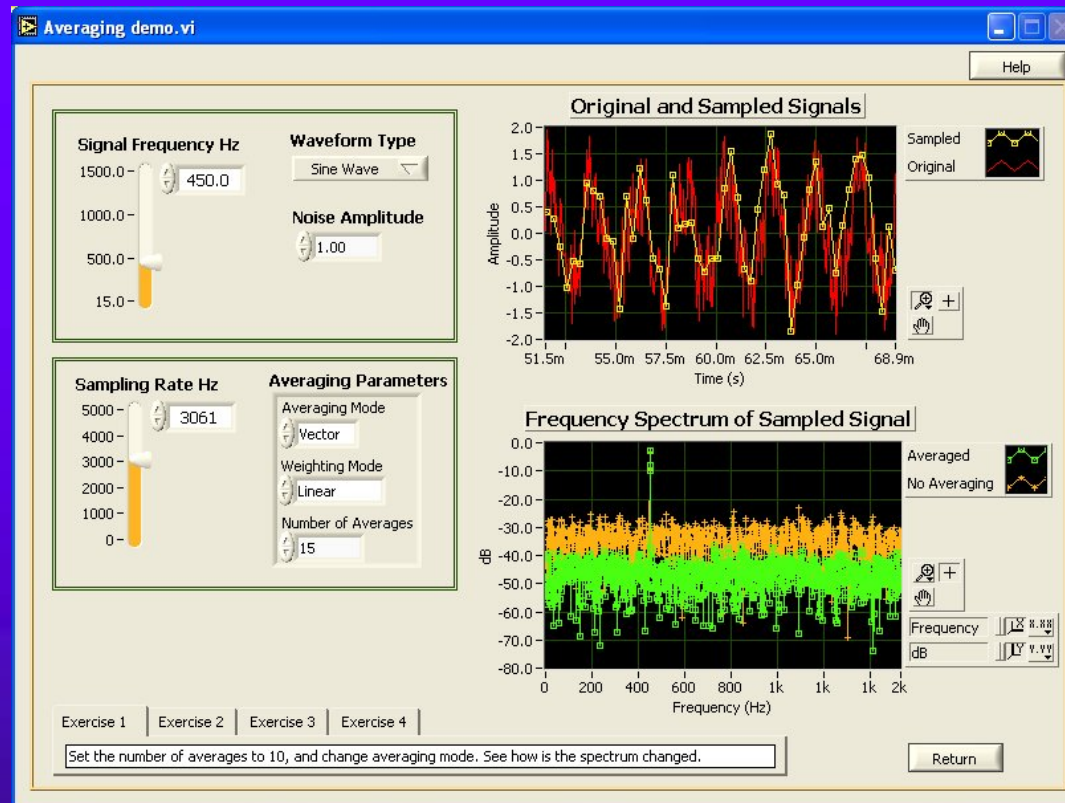 Averaging demo.vi
Help
Signal Frequency Hz
1500.0
1000.0
500.0
15.0
450.0
Waveform Type
Sine Wave
Noise Amplitude
1.00
Sampling Rate Hz
5000
4000
3000
2000
1000
0
3061
Averaging Parameters
Averaging Mode
Vector
Weighting Mode
Linear
Number of Averages
15
Original and Sampled Signals
Sampled
Original
Amplitude
2.0
1.5
1.0
0.5
0.0
-0.5
-1.0
-1.5
-2.0
51.5m 55.0m 57.5m 60.0m 62.5m 65.0m 68.9m
Time (s)
Frequency Spectrum of Sampled Signal
Averaged
No Averaging
dB
0.0
-10.0
-20.0
-30.0
-40.0
-50.0
-60.0
-70.0
-80.0
0 200 400 600 800 1k 1k 1k 2k
Frequency (Hz)
Frequency X X.XX
dB Y Y.YY
Exercise 1 Exercise 2 Exercise 3 Exercise 4
Set the number of averages to 10, and change averaging mode. See how is the spectrum changed.
Return